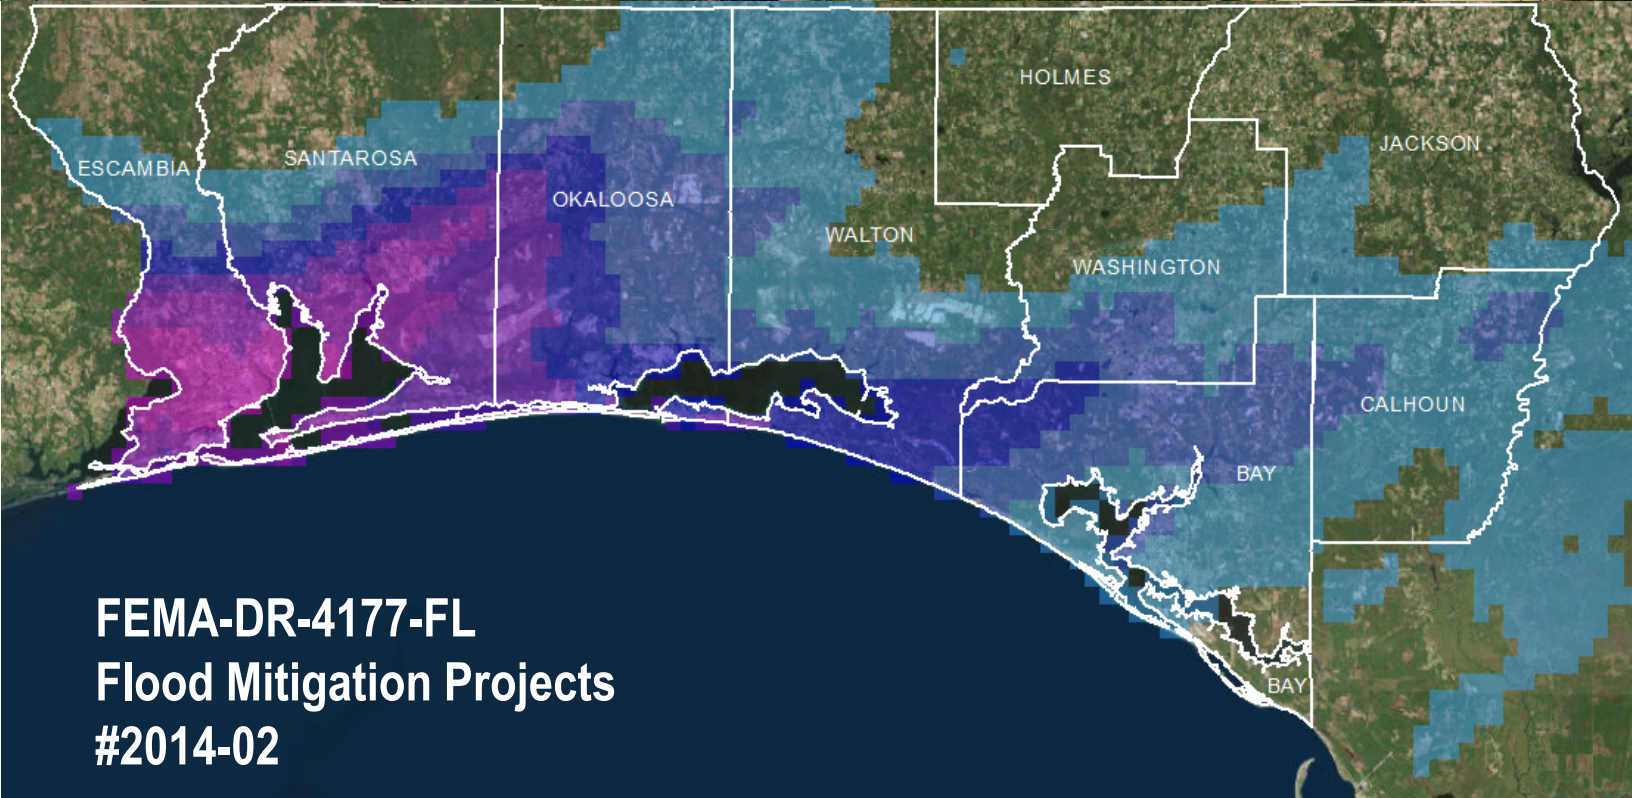 HOLMES
JACKSON
ESCAMBIA
SANTAROSA
OKALOOSA
WALTON
WASHINGTON
CALHOUN
BAY
BAY
FEMA-DR-4177-FL
Flood Mitigation Projects
#2014-02